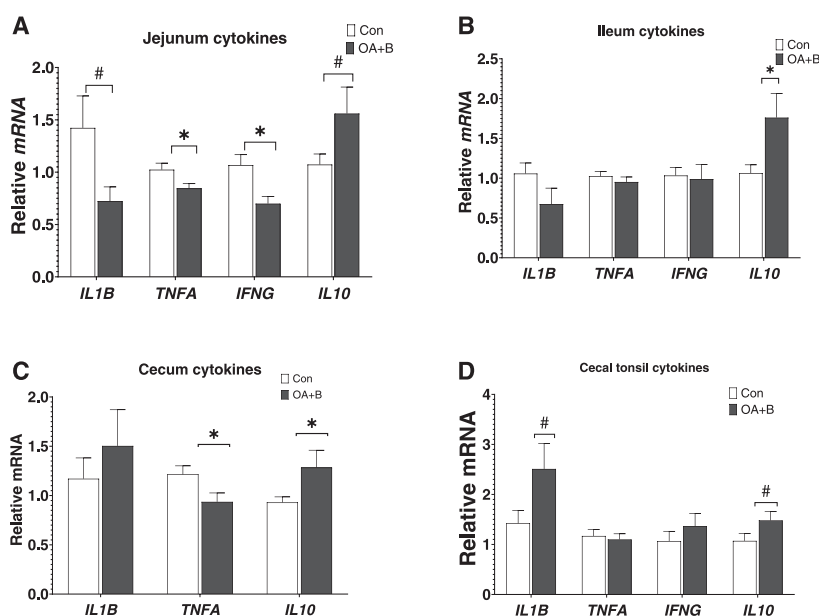 A
Jejunum cytokines
Con
OA+B
Relative mRNA
2.0
1.5
1.0
0.5
0.0
#
*
*
#
IL1B TNFA IFNG IL10
B
Ileum cytokines
Con
OA+B
Relative mRNA
2.5
2.0
1.5
1.0
0.5
0.0
*
IL1B TNFA IFNG IL10
C
Cecum cytokines
Con
OA+B
Relative mRNA
2.0
1.5
1.0
0.5
0.0
*
*
IL1B TNFA IL10
D
Cecal tonsil cytokines
Con
OA+B
Relative mRNA
4
3
2
1
0
#
#
IL1B TNFA IFNG IL10